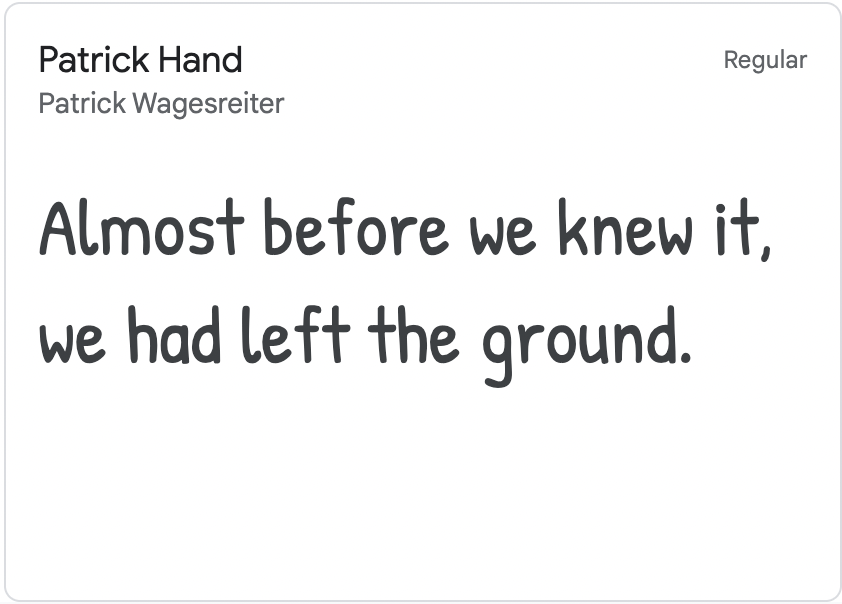 Patrick Hand
Regular
Patrick Wagesreiter
Almost before we knew it,
we had left the ground.